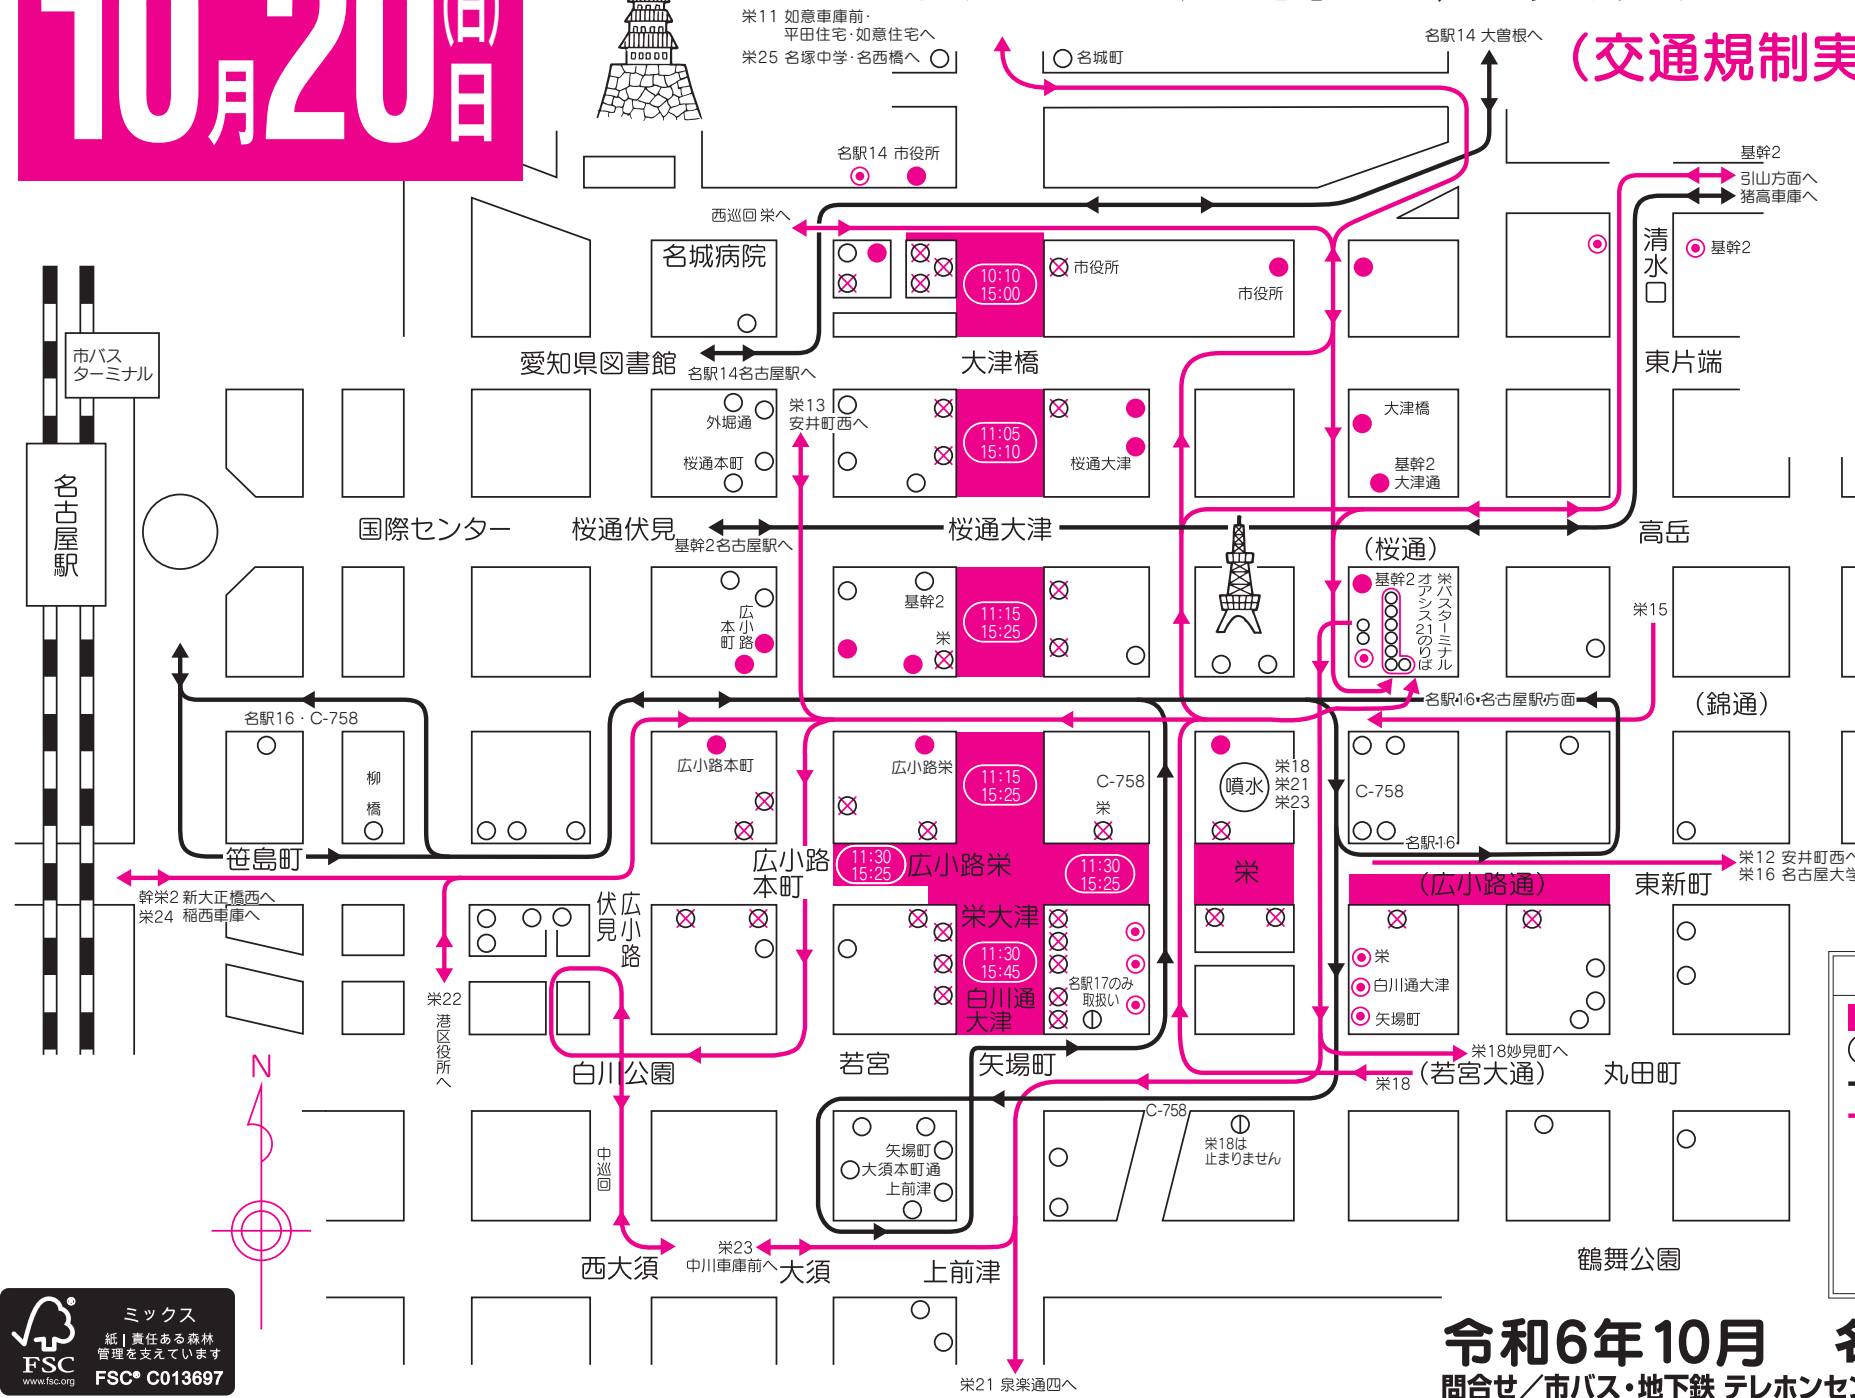 10月20日
(日)
栄11 如意車庫前・
平田住宅・如意住宅へ
栄25 名塚中学・名西橋へ
名城町
名駅14 大曽根へ
(交通規制実
名駅14 市役所
基幹2
引山方面へ
猪高車庫へ
西巡回 栄へ
名城病院
10:10
15:00
市役所
市役所
清水口
基幹2
市バス
ターミナル
愛知県図書館
名駅14名古屋駅へ
大津橋
東片端
外堀通
桜通本町
栄13
安井町西へ
11:05
15:10
桜通大津
大津橋
基幹2
大津通
名古屋駅
国際センター
桜通伏見
基幹2名古屋駅へ
桜通大津
高岳
(桜通)
広小路
本町
基幹2
栄
11:15
15:25
基幹2
栄バスターミナル
オアシス21のりば
栄15
名駅16・C-758
名駅16・名古屋駅方面
(錦通)
柳橋
広小路本町
広小路栄
11:15
15:25
C-758
栄
噴水
栄18
栄21
栄23
C-758
名駅16
笹島町
広小路
本町
11:30
15:25
広小路栄
11:30
15:25
栄
栄12 安井町西へ
栄16 名古屋大学
(広小路通)
東新町
幹栄2 新大正橋西へ
栄24 稲西車庫へ
広小路
伏見
栄大津
11:30
15:45
白川通
大津
名駅17のみ
取扱い
栄
白川通大津
矢場町
栄22
港区役所へ
白川公園
若宮
矢場町
栄18妙見町へ
(若宮大通)
栄18
丸田町
N
C-758
中巡回
矢場町
大須本町通
上前津
栄18は
止まりません
西大須
栄23
中川車庫前へ
大須
上前津
鶴舞公園
ミックス
紙 | 責任ある森林
管理を支えています
FSC
www.fsc.org
FSC® C013697
栄21 泉楽通四へ
令和6年10月
問合せ／市バス・地下鉄 テレホンセン